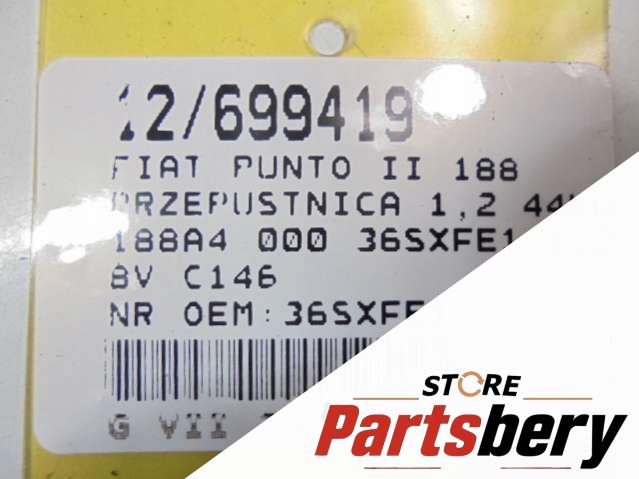 12/699419
FIAT PUNTO II 188
PRZEPUSTNICA 1,2
188A4 000 36SXFE1
8V C146
NR OEM: 36SXFE
G VII
STORE
Partsbery